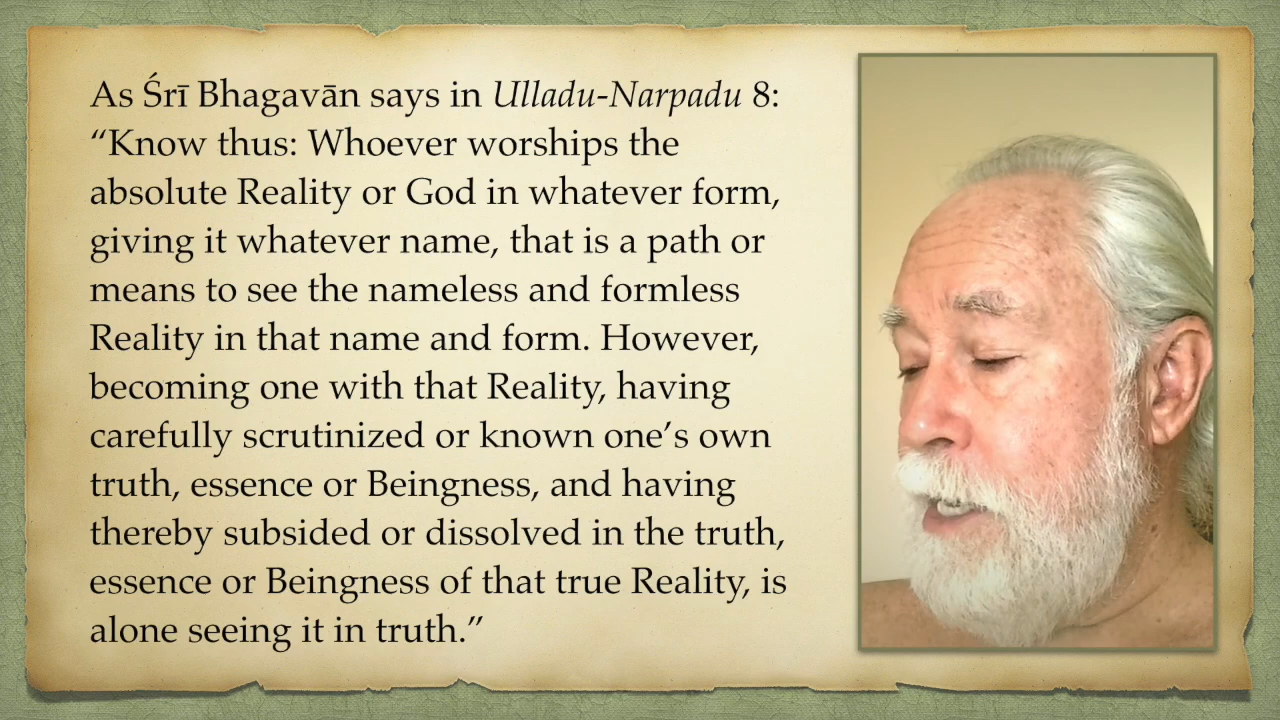 As Śrī Bhagavān says in Ulladu-Narpadu 8:
“Know thus: Whoever worships the
absolute Reality or God in whatever form,
giving it whatever name, that is a path or
means to see the nameless and formless
Reality in that name and form. However,
becoming one with that Reality, having
carefully scrutinized or known one’s own
truth, essence or Beingness, and having
thereby subsided or dissolved in the truth,
essence or Beingness of that true Reality, is
alone seeing it in truth.”